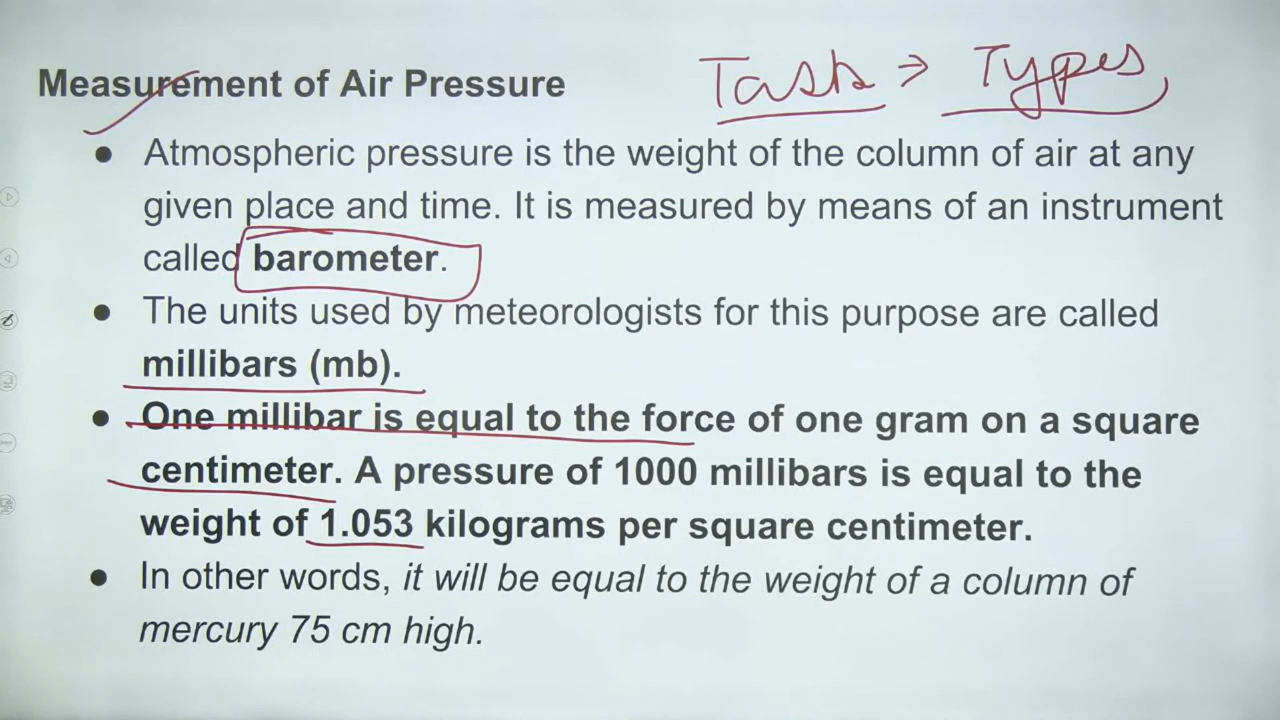 Measurement of Air Pressure
Task → Types
● Atmospheric pressure is the weight of the column of air at any
given place and time. It is measured by means of an instrument
called barometer.
● The units used by meteorologists for this purpose are called
millibars (mb).
● One millibar is equal to the force of one gram on a square
centimeter. A pressure of 1000 millibars is equal to the
weight of 1.053 kilograms per square centimeter.
● In other words, it will be equal to the weight of a column of
mercury 75 cm high.